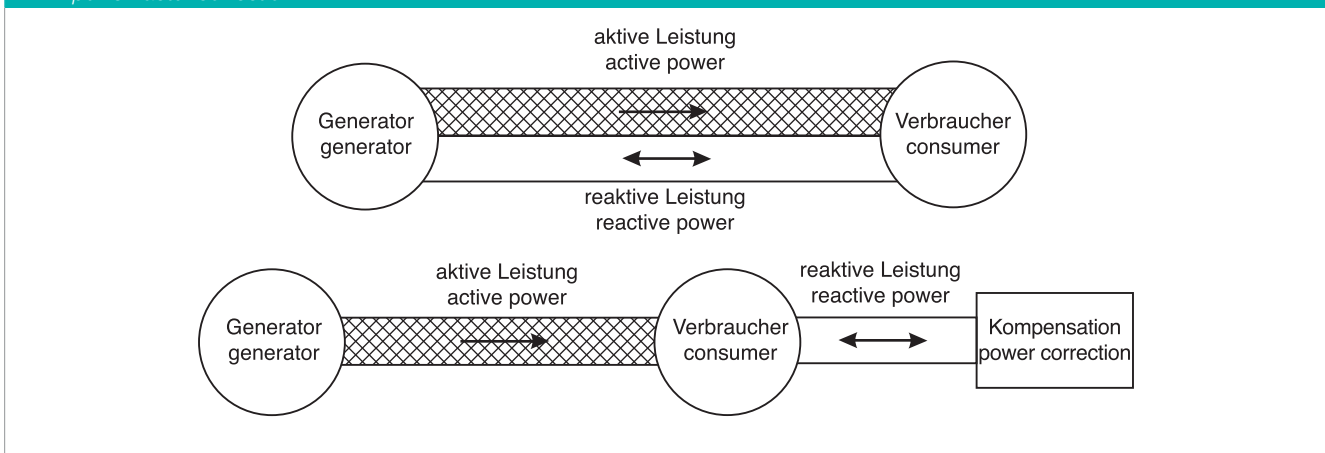 aktive Leistung
active power
Generator
generator
Verbraucher
consumer
reaktive Leistung
reactive power
aktive Leistung
active power
reaktive Leistung
reactive power
Generator
generator
Verbraucher
consumer
Kompensation
power correction